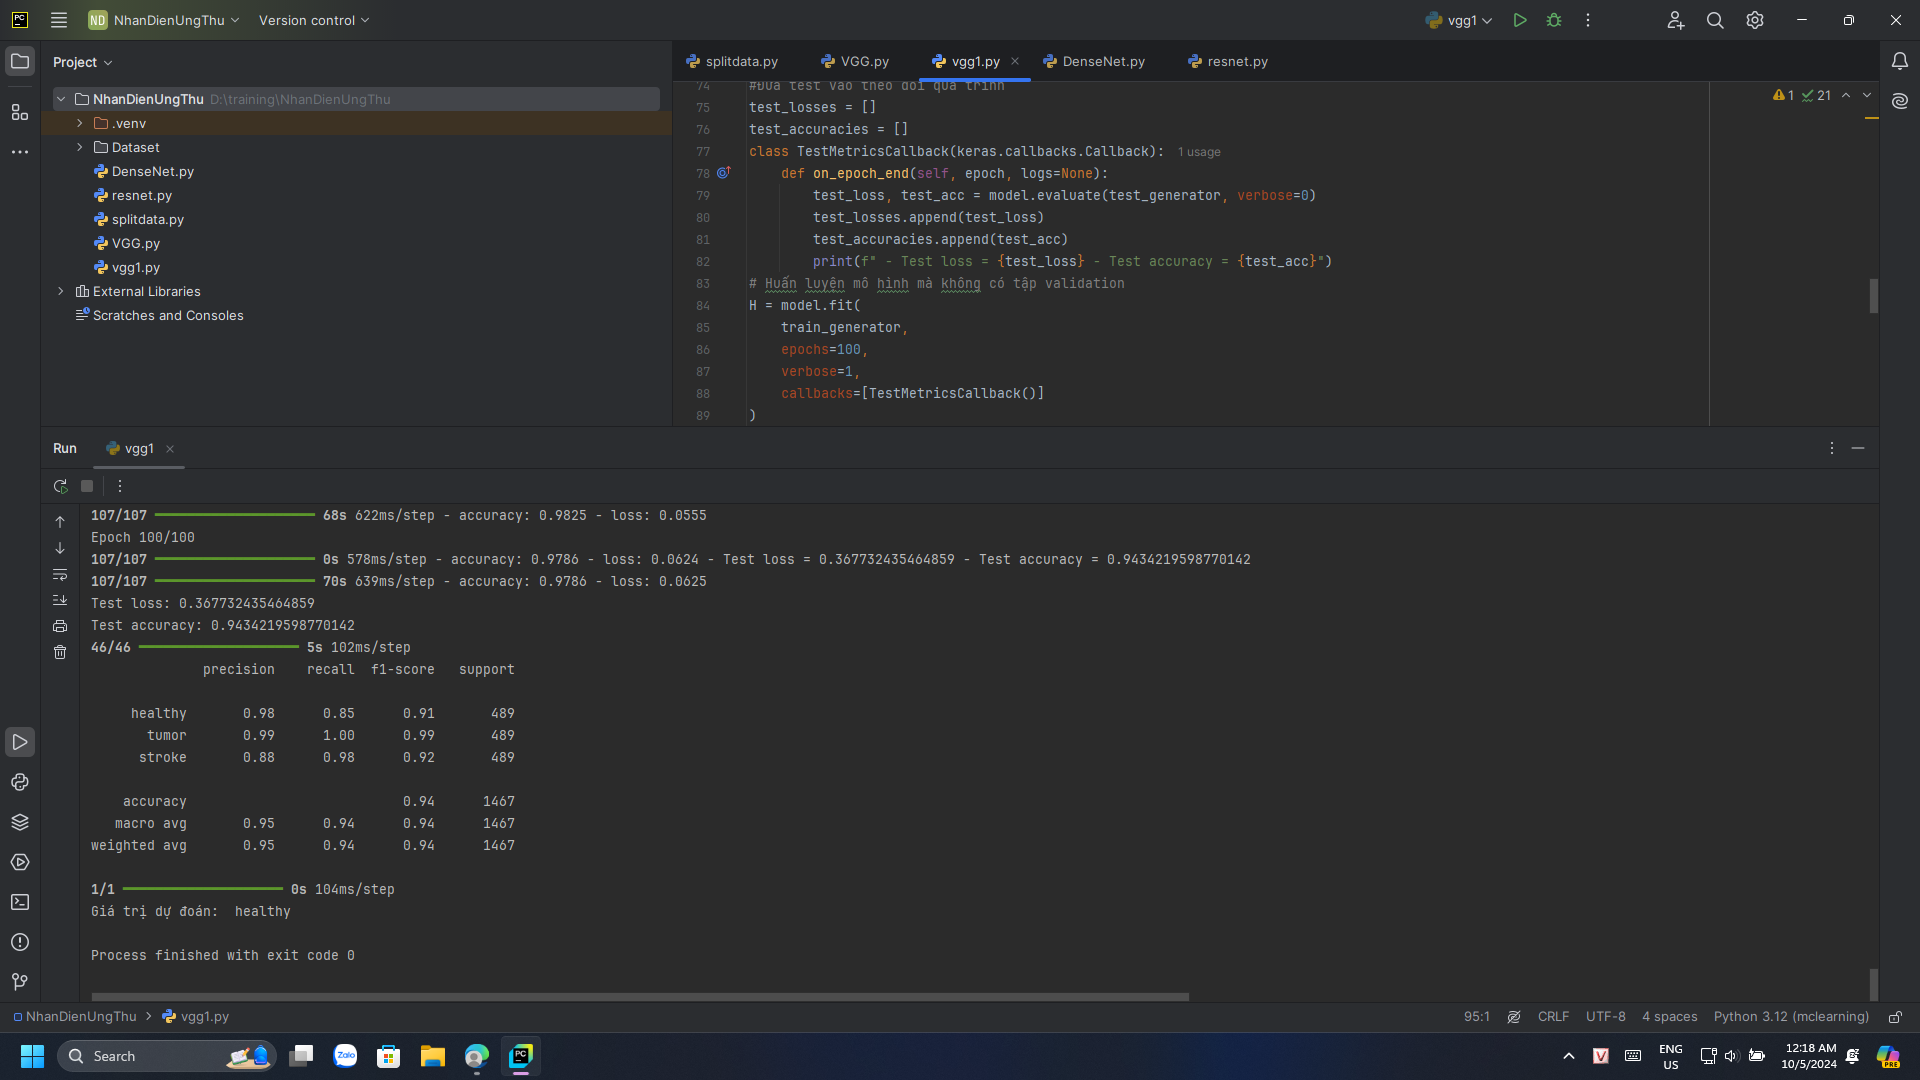 PC
ND NhanDienUngThu
Version control
vgg1
Project
NhanDienUngThu D:\training\NhanDienUngThu
.venv
Dataset
DenseNet.py
resnet.py
splitdata.py
VGG.py
vgg1.py
External Libraries
Scratches and Consoles
splitdata.py
VGG.py
vgg1.py
DenseNet.py
resnet.py
1 21
74 #Đưa test vào theo dõi quá trình
75 test_losses = []
76 test_accuracies = []
77 class TestMetricsCallback(keras.callbacks.Callback): 1 usage
78 def on_epoch_end(self, epoch, logs=None):
79 test_loss, test_acc = model.evaluate(test_generator, verbose=0)
80 test_losses.append(test_loss)
81 test_accuracies.append(test_acc)
82 print(f" - Test loss = {test_loss} - Test accuracy = {test_acc}")
83 # Huấn luyện mô hình mà không có tập validation
84 H = model.fit(
85 train_generator,
86 epochs=100,
87 verbose=1,
88 callbacks=[TestMetricsCallback()]
89 )
Run
vgg1
107/107 68s 622ms/step - accuracy: 0.9825 - loss: 0.0555
Epoch 100/100
107/107 0s 578ms/step - accuracy: 0.9786 - loss: 0.0624 - Test loss = 0.367732435464859 - Test accuracy = 0.9434219598770142
107/107 70s 639ms/step - accuracy: 0.9786 - loss: 0.0625
Test loss: 0.367732435464859
Test accuracy: 0.9434219598770142
46/46 5s 102ms/step
precision recall f1-score support
healthy 0.98 0.85 0.91 489
tumor 0.99 1.00 0.99 489
stroke 0.88 0.98 0.92 489
accuracy 0.94 1467
macro avg 0.95 0.94 0.94 1467
weighted avg 0.95 0.94 0.94 1467
1/1 0s 104ms/step
Giá trị dự đoán: healthy
Process finished with exit code 0
NhanDienUngThu > vgg1.py
95:1 CRLF UTF-8 4 spaces Python 3.12 (mclearning)
Search
Zalo
PC
V
ENG
US
12:18 AM
10/5/2024
PRE